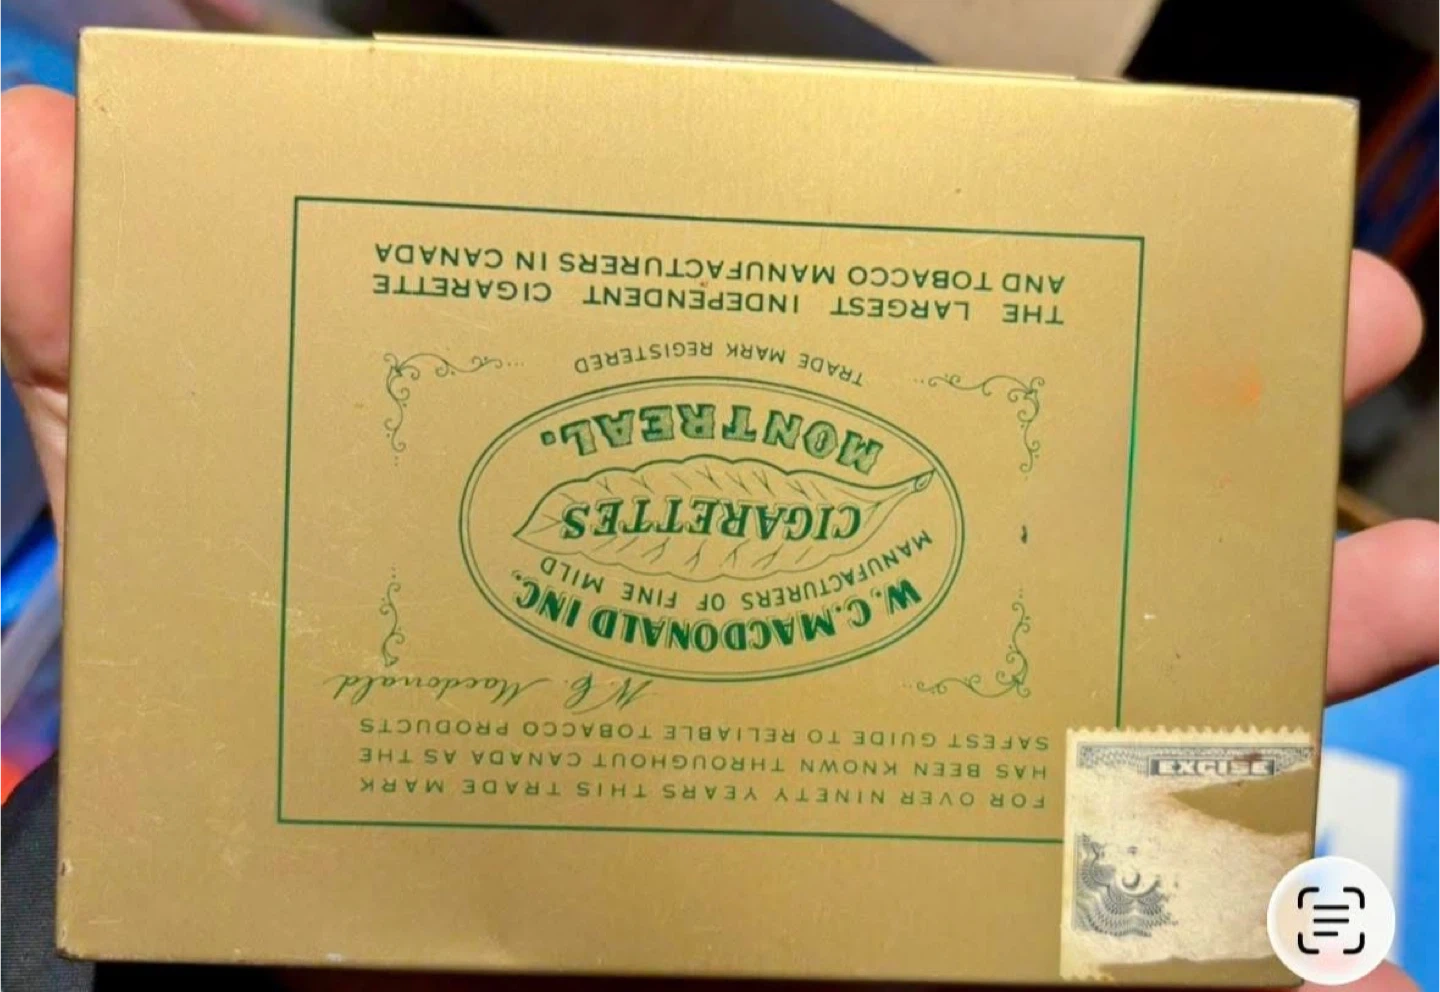 FOR OVER NINETY YEARS THIS TRADE MARK
HAS BEEN KNOWN THROUGHOUT CANADA AS THE
SAFEST GUIDE TO RELIABLE TOBACCO PRODUCTS
W. C. Macdonald
W. C. MACDONALD INC.
MANUFACTURERS OF FINE MILD
CIGARETTES
MONTREAL.
TRADE MARK REGISTERED
THE LARGEST INDEPENDENT CIGARETTE
AND TOBACCO MANUFACTURERS IN CANADA
EXCISE